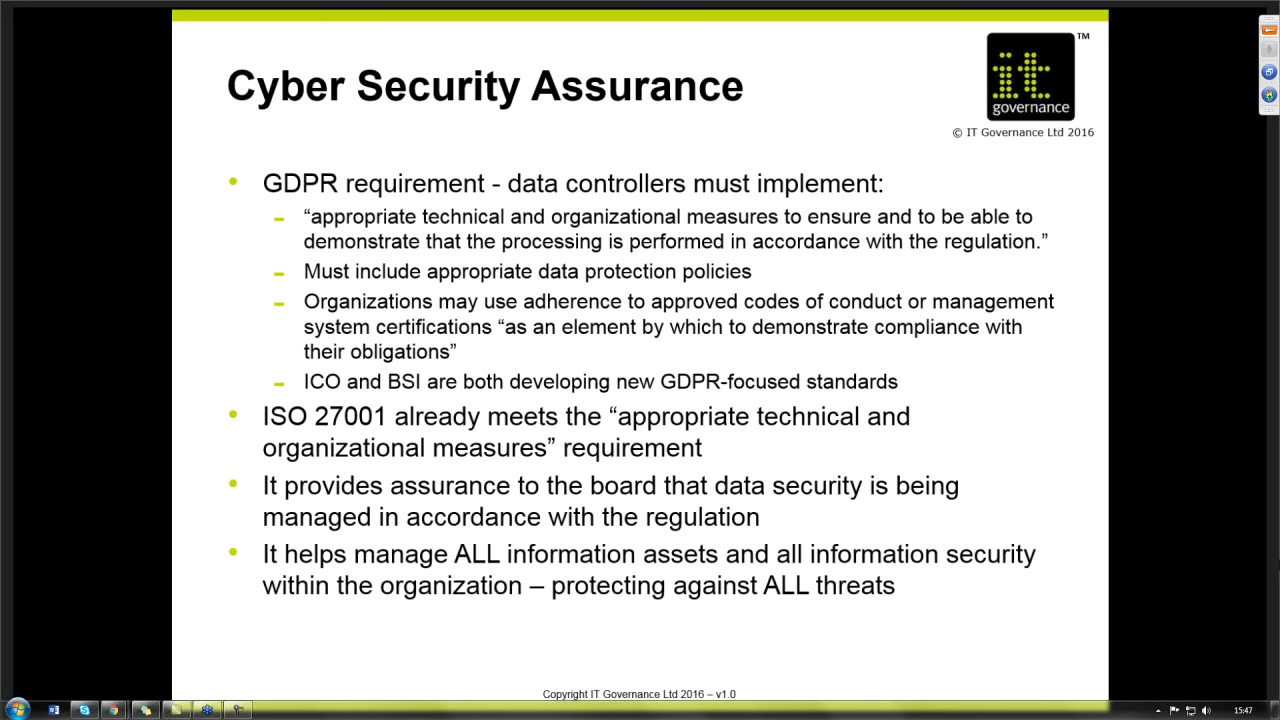 Cyber Security Assurance
it
governance
TM
© IT Governance Ltd 2016
• GDPR requirement - data controllers must implement:
– “appropriate technical and organizational measures to ensure and to be able to
demonstrate that the processing is performed in accordance with the regulation.”
– Must include appropriate data protection policies
– Organizations may use adherence to approved codes of conduct or management
system certifications “as an element by which to demonstrate compliance with
their obligations”
– ICO and BSI are both developing new GDPR-focused standards
• ISO 27001 already meets the “appropriate technical and
organizational measures” requirement
• It provides assurance to the board that data security is being
managed in accordance with the regulation
• It helps manage ALL information assets and all information security
within the organization – protecting against ALL threats
Copyright IT Governance Ltd 2016 – v1.0
15:47